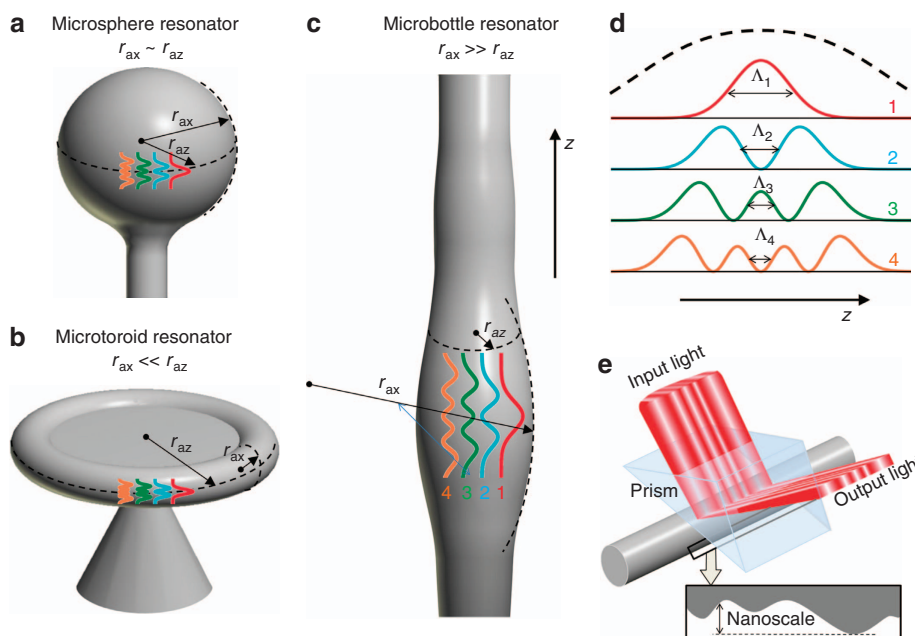 a Microsphere resonator
r_ax ~ r_az
r_ax
r_az
b Microtoroid resonator
r_ax << r_az
r_az
r_ax
c Microbottle resonator
r_ax >> r_az
z
r_az
r_ax
4 3 2 1
d
Λ1
1
Λ2
2
Λ3
3
Λ4
4
z
e
Input light
Prism
Output light
Nanoscale